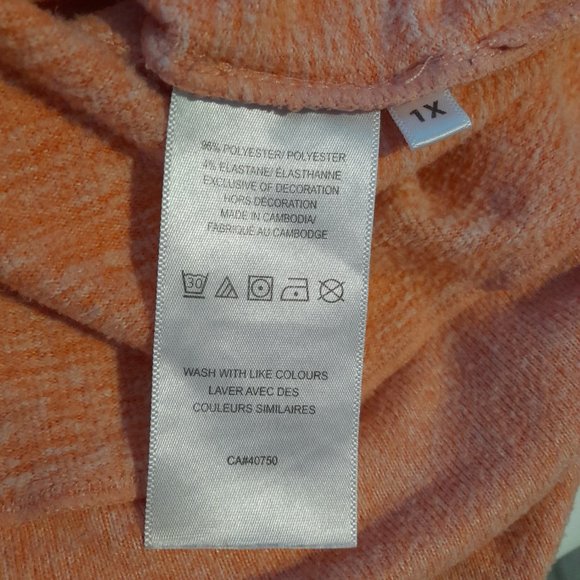 1X
96% POLYESTER/ POLYESTER
4% ELASTANE/ ÉLASTHANNE
EXCLUSIVE OF DECORATION
HORS DÉCORATION
MADE IN CAMBODIA/
FABRIQUÉ AU CAMBODGE
30
WASH WITH LIKE COLOURS
LAVER AVEC DES
COULEURS SIMILAIRES
CA#40750